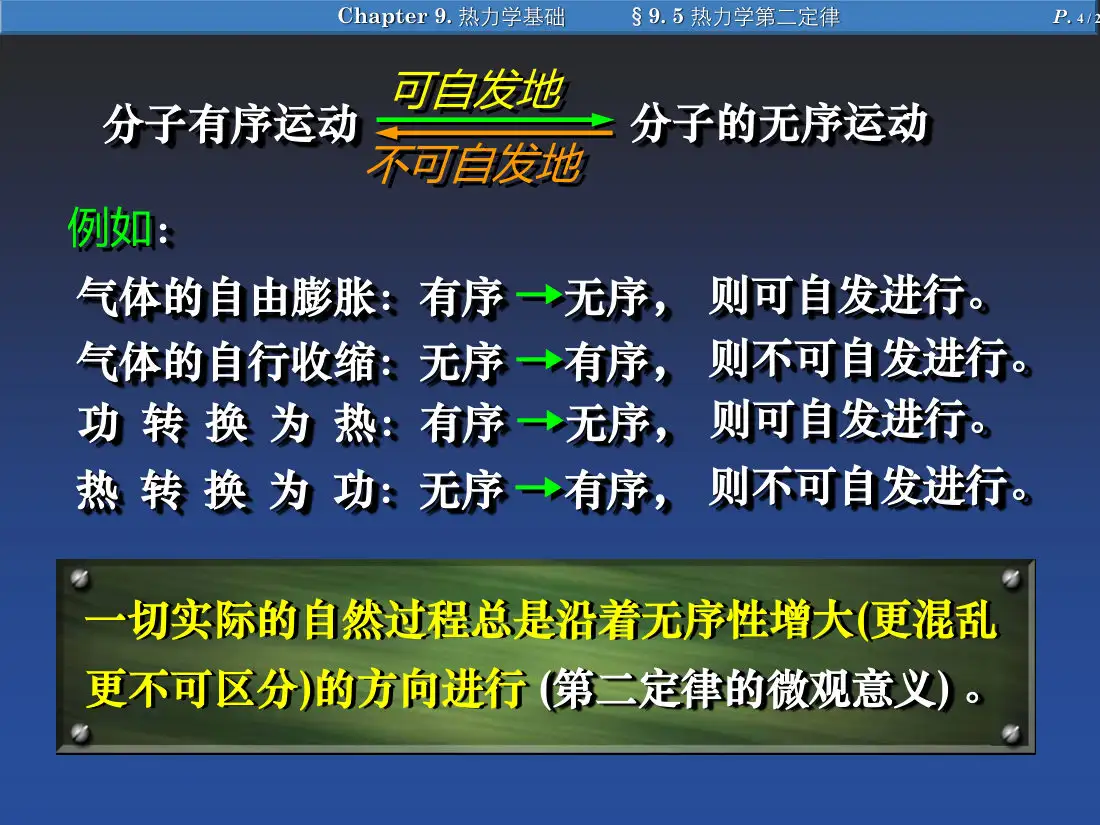 Chapter 9. 热力学基础 §9. 5 热力学第二定律 P. 4 / 2
可自发地
分子有序运动 分子的无序运动
不可自发地
例如：
气体的自由膨胀：有序→无序， 则可自发进行。
气体的自行收缩：无序→有序， 则不可自发进行。
功 转 换 为 热：有序→无序， 则可自发进行。
热 转 换 为 功：无序→有序， 则不可自发进行。
一切实际的自然过程总是沿着无序性增大(更混乱
更不可区分)的方向进行 (第二定律的微观意义) 。